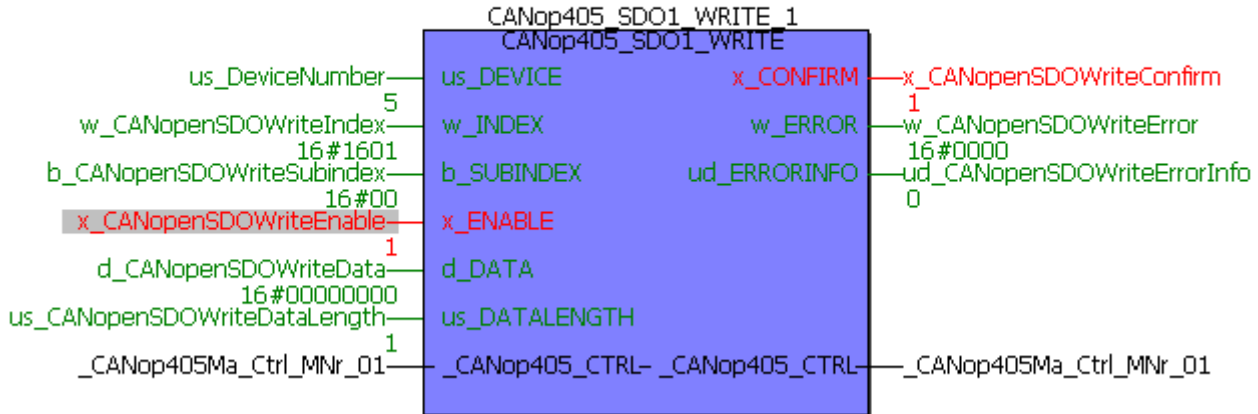 CANop405_SDO1_WRITE_1
CANop405_SDO1_WRITE
us_DeviceNumber us_DEVICE x_CONFIRM x_CANopenSDOWriteConfirm
5 1
w_CANopenSDOWriteIndex w_INDEX w_ERROR w_CANopenSDOWriteError
16#1601 16#0000
b_CANopenSDOWriteSubindex b_SUBINDEX ud_ERRORINFO ud_CANopenSDOWriteErrorInfo
16#00 0
x_CANopenSDOWriteEnable x_ENABLE
1
d_CANopenSDOWriteData d_DATA
16#00000000
us_CANopenSDOWriteDataLength us_DATALENGTH
1
_CANop405Ma_Ctrl_MNr_01 _CANop405_CTRL _CANop405_CTRL _CANop405Ma_Ctrl_MNr_01